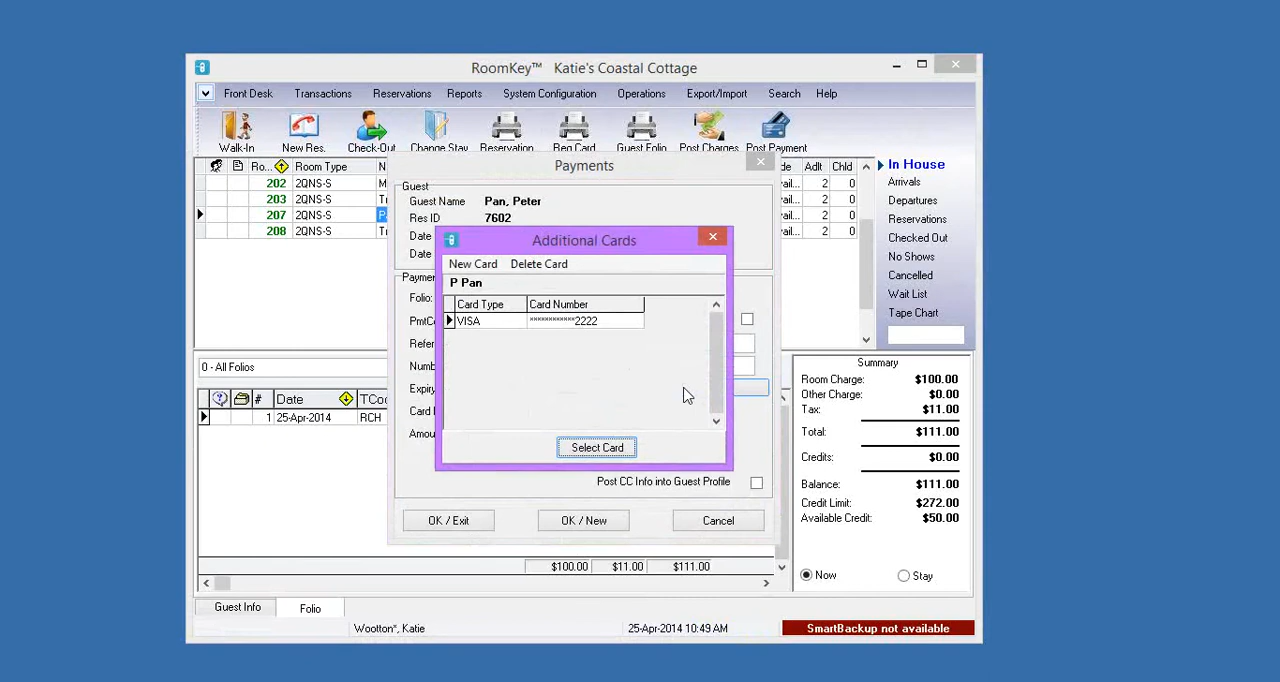 RoomKey™ Katie's Coastal Cottage
Front Desk Transactions Reservations Reports System Configuration Operations Export/Import Search Help
Walk-In New Res. Check-Out Change Stay Reservation Reg Card Guest Folio Post Charges Post Payment
Ro... Room Type N
202 2QNS-S M
203 2QNS-S
207 2QNS-S
208 2QNS-S
Payments
Guest
Guest Name Pan, Peter
Res ID 7602
Date
Date
Folio:
Refer
Numb
Expiry
Card
Amou
Additional Cards
New Card Delete Card
P Pan
Card Type Card Number
VISA ************2222
Select Card
Post CC Info into Guest Profile
OK / Exit OK / New Cancel
de Adlt Chld
vail... 2 0
vail... 2 0
vail... 2 0
vail... 2 0
In House
Arrivals
Departures
Reservations
Checked Out
No Shows
Cancelled
Wait List
Tape Chart
0 - All Folios
# Date TCo
1 25-Apr-2014 RCH
$100.00 $11.00 $111.00
Summary
Room Charge: $100.00
Other Charge: $0.00
Tax: $11.00
Total: $111.00
Credits: $0.00
Balance: $111.00
Credit Limit: $272.00
Available Credit: $50.00
Now Stay
Guest Info Folio
Wootton*, Katie 25-Apr-2014 10:49 AM SmartBackup not available